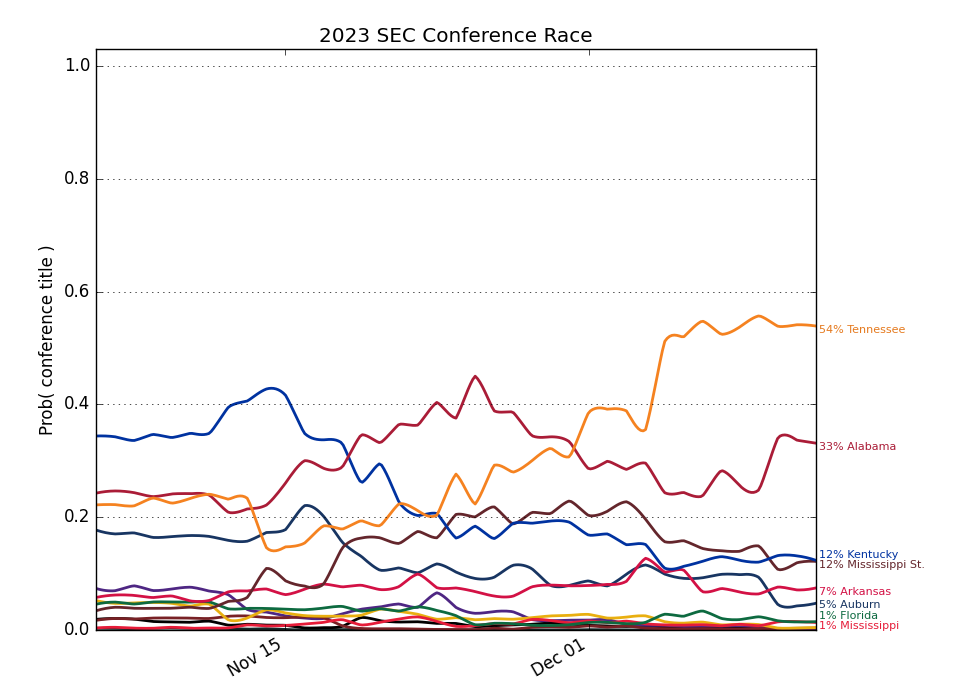 2023 SEC Conference Race
Prob( conference title )
1.0
0.8
0.6
0.4
0.2
0.0
Nov 15
Dec 01
54% Tennessee
33% Alabama
12% Kentucky
12% Mississippi St.
7% Arkansas
5% Auburn
1% Florida
1% Mississippi